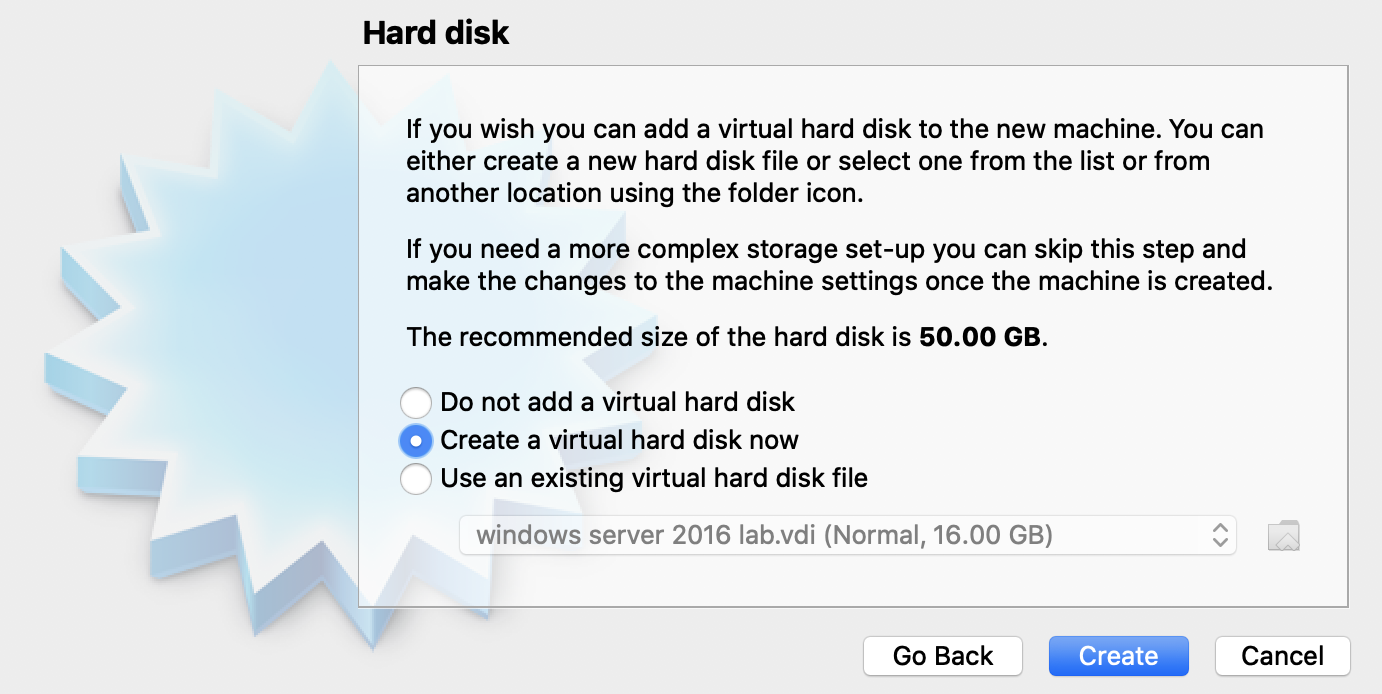 Hard disk
If you wish you can add a virtual hard disk to the new machine. You can
either create a new hard disk file or select one from the list or from
another location using the folder icon.
If you need a more complex storage set-up you can skip this step and
make the changes to the machine settings once the machine is created.
The recommended size of the hard disk is 50.00 GB.
Do not add a virtual hard disk
Create a virtual hard disk now
Use an existing virtual hard disk file
windows server 2016 lab.vdi (Normal, 16.00 GB)
Go Back
Create
Cancel